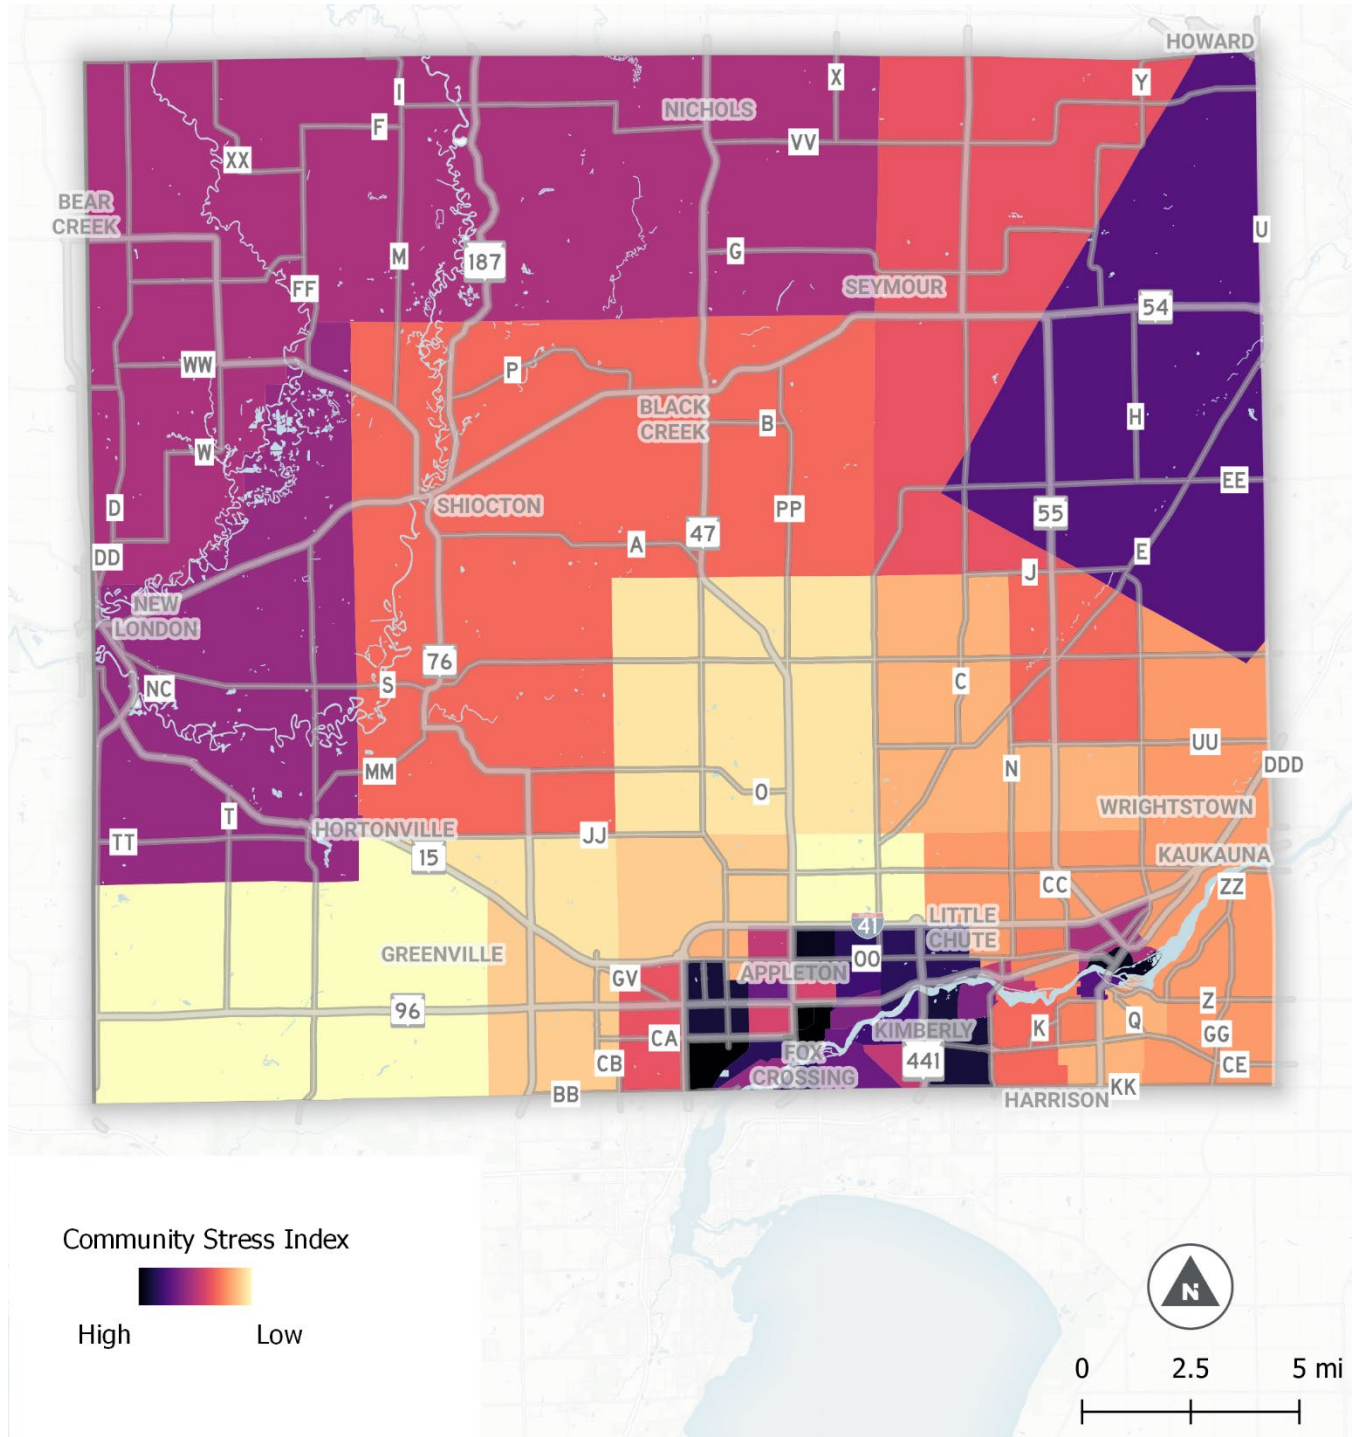 HOWARD
I
X
Y
NICHOLS
F
VV
XX
BEAR
CREEK
U
G
M
187
SEYMOUR
FF
54
WW
P
BLACK
CREEK
B
H
W
EE
D
SHIOCTON
PP
55
47
A
E
DD
J
NEW
LONDON
76
S
NC
C
UU
MM
N
DDD
O
WRIGHTSTOWN
T
HORTONVILLE
JJ
TT
15
KAUKAUNA
CC
ZZ
41
LITTLE
CHUTE
GREENVILLE
OO
APPLETON
GV
96
Z
K
Q
KIMBERLY
GG
CA
FOX
CROSSING
441
CB
CE
BB
KK
HARRISON
Community Stress Index
High
Low
N
0
2.5
5 mi